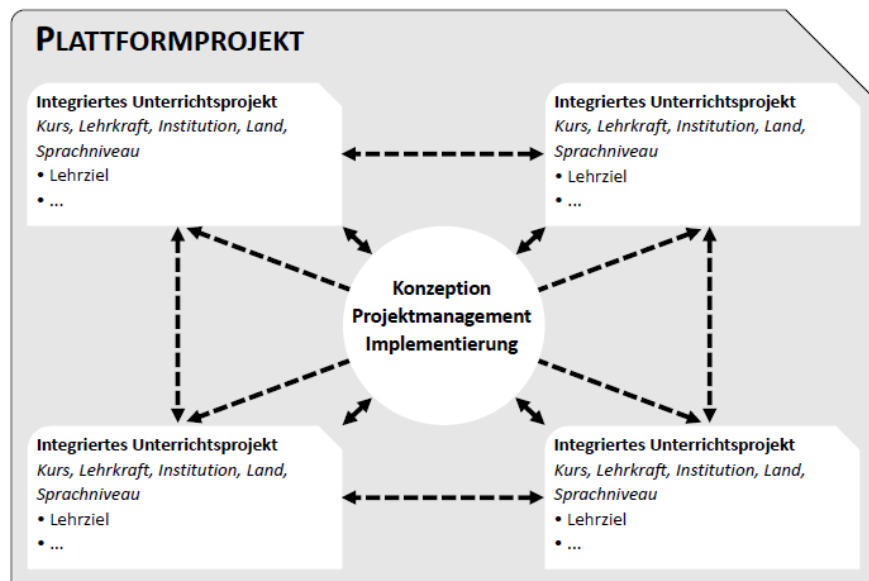 PLATTFORMPROJEKT
Integriertes Unterrichtsprojekt
Kurs, Lehrkraft, Institution, Land,
Sprachniveau
• Lehrziel
• ...
Integriertes Unterrichtsprojekt
Kurs, Lehrkraft, Institution, Land,
Sprachniveau
• Lehrziel
• ...
Konzeption
Projektmanagement
Implementierung
Integriertes Unterrichtsprojekt
Kurs, Lehrkraft, Institution, Land,
Sprachniveau
• Lehrziel
• ...
Integriertes Unterrichtsprojekt
Kurs, Lehrkraft, Institution, Land,
Sprachniveau
• Lehrziel
• ...